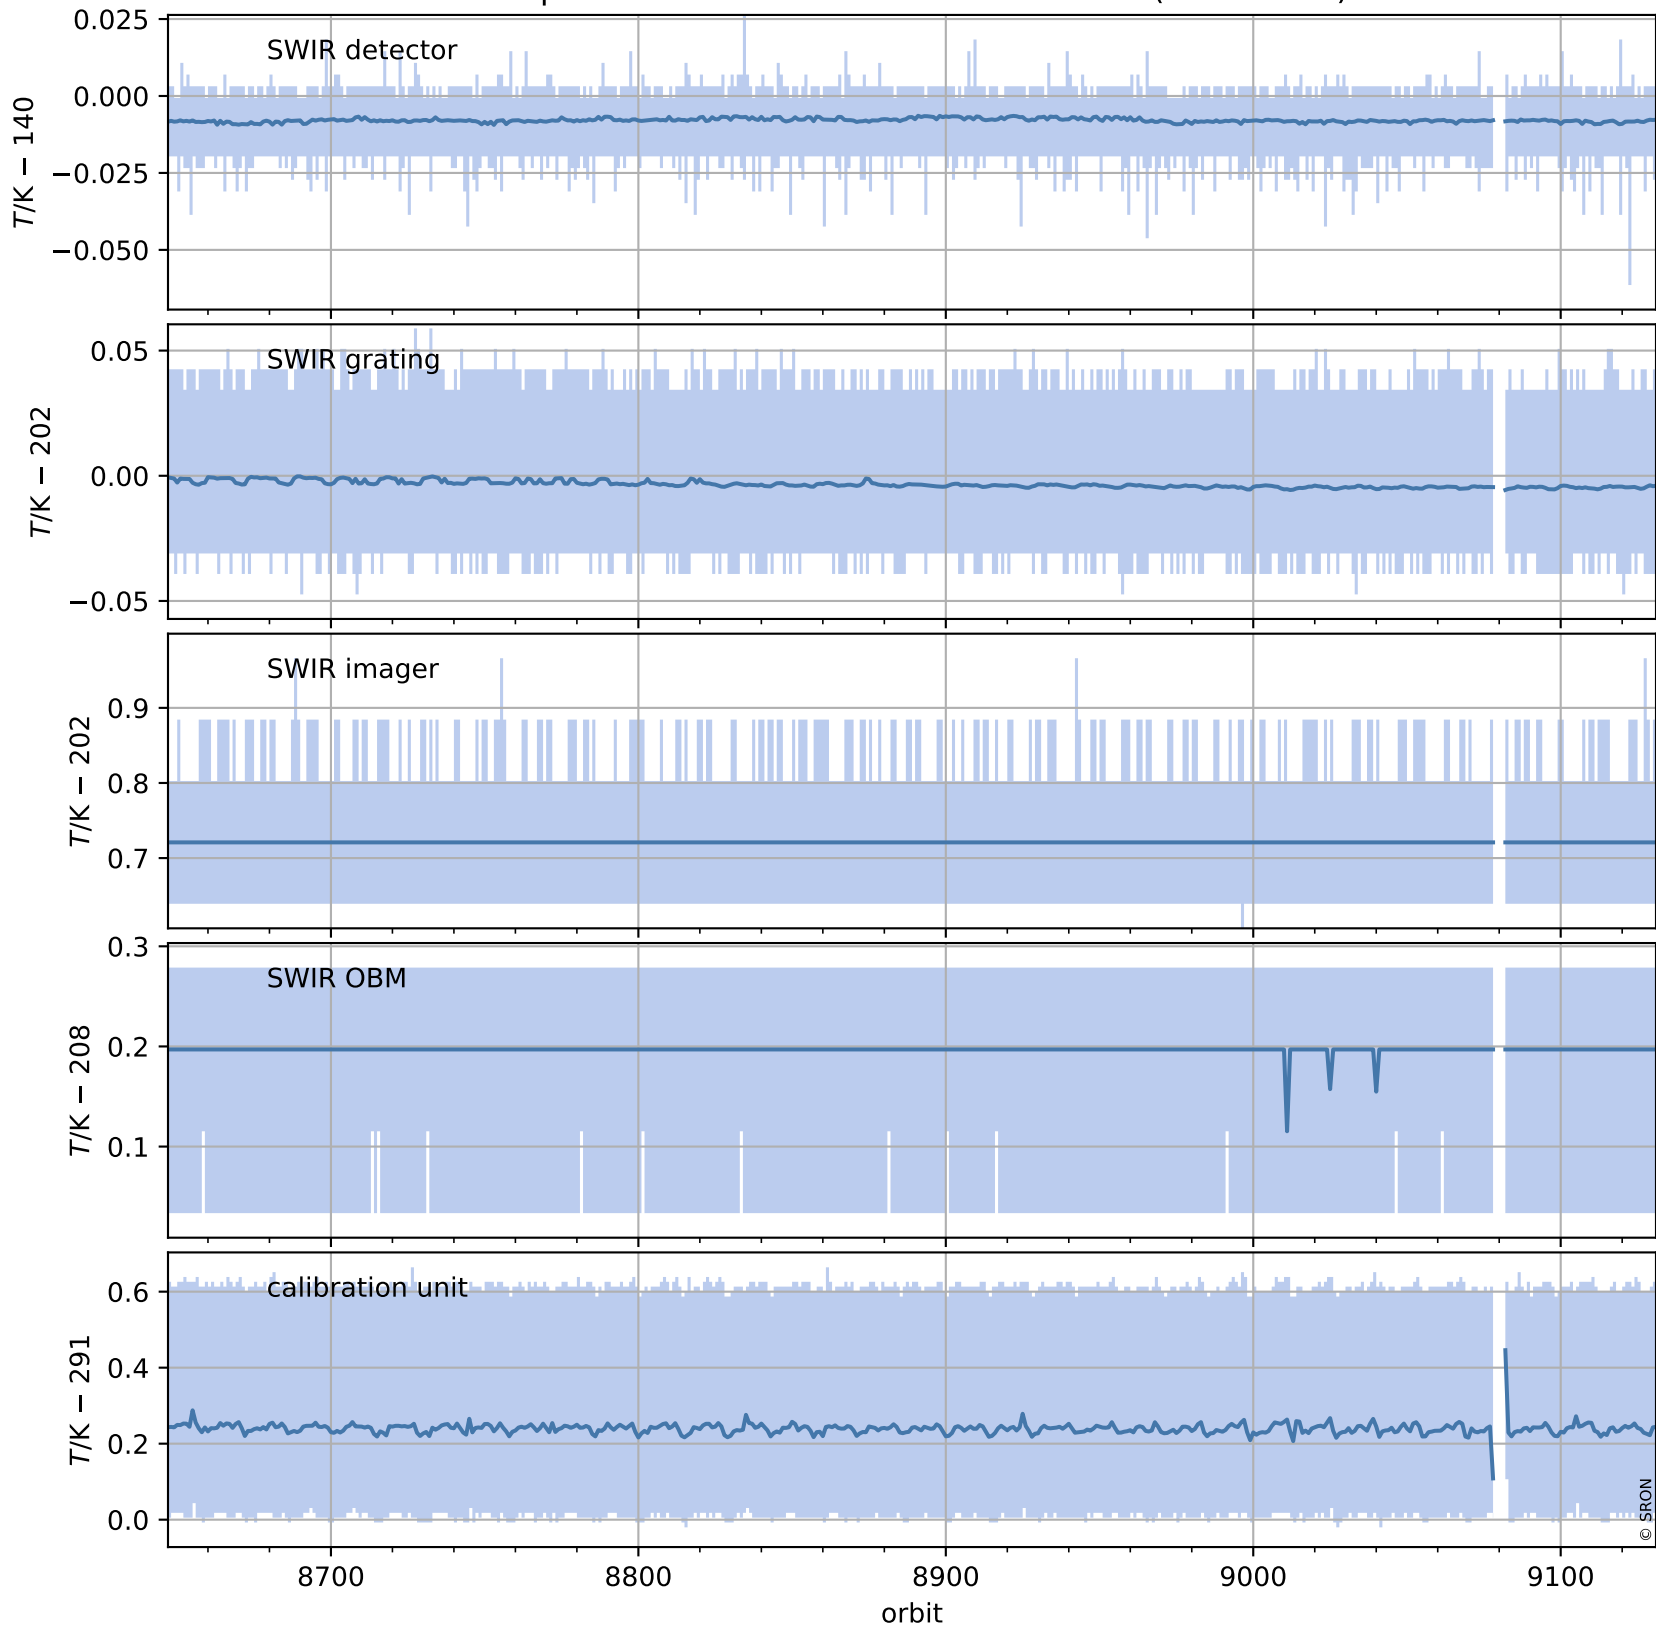 0.025
SWIR detector
0.000
−0.025
−0.050
T/K − 140
0.05
SWIR grating
0.00
−0.05
T/K − 202
SWIR imager
0.9
0.8
0.7
T/K − 202
0.3
SWIR OBM
0.2
0.1
T/K − 208
0.6
calibration unit
0.4
0.2
0.0
T/K − 291
© SRON
8700 8800 8900 9000 9100
orbit